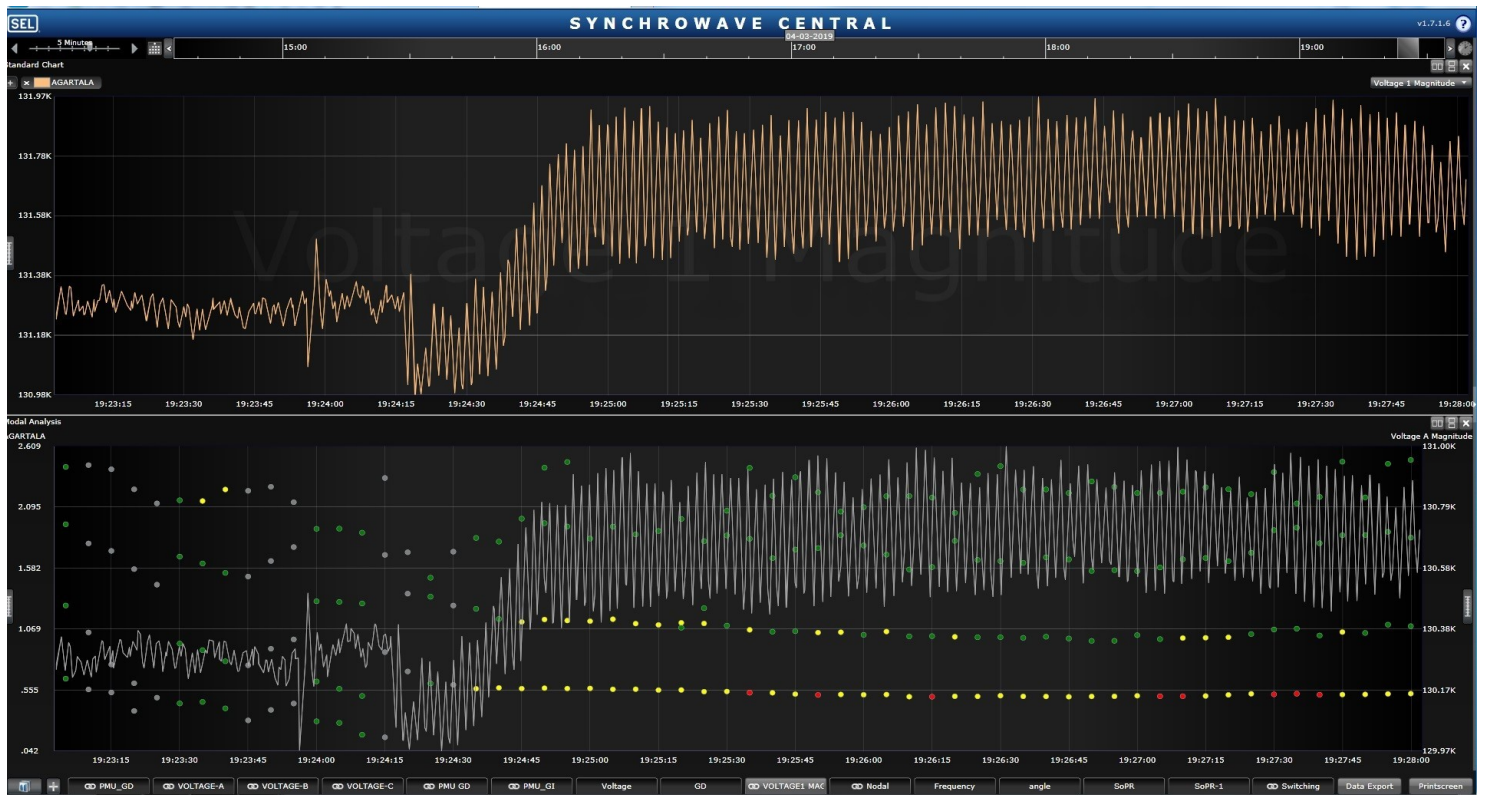 SEL
SYNCHROWAVE CENTRAL
v1.7.1.6 ?
5 Minutes
04-03-2019
15:00 16:00 17:00 18:00 19:00
Standard Chart
+ × AGARTALA
Voltage 1 Magnitude
Voltage 1 Magnitude
131.97K
131.78K
131.58K
131.38K
131.18K
130.98K
19:23:15 19:23:30 19:23:45 19:24:00 19:24:15 19:24:30 19:24:45 19:25:00 19:25:15 19:25:30 19:25:45 19:26:00 19:26:15 19:26:30 19:26:45 19:27:00 19:27:15 19:27:30 19:27:45 19:28:00
Modal Analysis
AGARTALA
Voltage A Magnitude
2.609 131.00K
2.095 130.79K
1.582 130.58K
1.069 130.38K
.555 130.17K
.042 129.97K
19:23:15 19:23:30 19:23:45 19:24:00 19:24:15 19:24:30 19:24:45 19:25:00 19:25:15 19:25:30 19:25:45 19:26:00 19:26:15 19:26:30 19:26:45 19:27:00 19:27:15 19:27:30 19:27:45 19:28:00
PMU_GD VOLTAGE-A VOLTAGE-B VOLTAGE-C PMU GD PMU_GI Voltage GD VOLTAGE1 MAG Nodal Frequency angle SoPR SoPR-1 Switching Data Export Printscreen